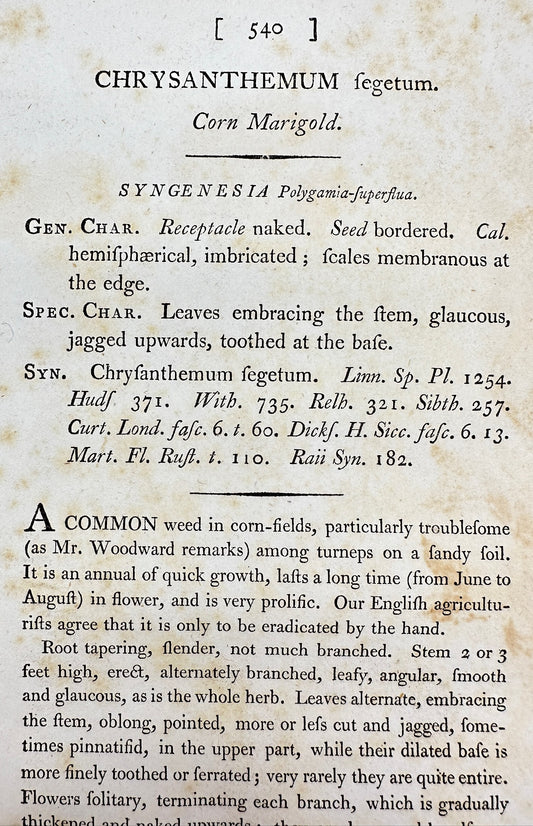 [ 540 ]
CHRYSANTHEMUM ſegetum.
Corn Marigold.
SYNGENESIA Polygamia-ſuperflua.
GEN. CHAR. Receptacle naked. Seed bordered. Cal.
hemiſphærical, imbricated ; ſcales membranous at
the edge.
SPEC. CHAR. Leaves embracing the ſtem, glaucous,
jagged upwards, toothed at the baſe.
SYN. Chryſanthemum ſegetum. Linn. Sp. Pl. 1254.
Hudſ. 371. With. 735. Relh. 321. Sibth. 257.
Curt. Lond. faſc. 6. t. 60. Dickſ. H. Sicc. faſc. 6. 13.
Mart. Fl. Ruſt. t. 110. Raii Syn. 182.
A COMMON weed in corn-fields, particularly troubleſome
(as Mr. Woodward remarks) among turneps on a ſandy ſoil.
It is an annual of quick growth, laſts a long time (from June to
Auguſt) in flower, and is very prolific. Our Engliſh agricultu-
riſts agree that it is only to be eradicated by the hand.
Root tapering, ſlender, not much branched. Stem 2 or 3
feet high, erect, alternately branched, leafy, angular, ſmooth
and glaucous, as is the whole herb. Leaves alternate, embracing
the ſtem, oblong, pointed, more or leſs cut and jagged, ſome-
times pinnatifid, in the upper part, while their dilated baſe is
more finely toothed or ſerrated ; very rarely they are quite entire.
Flowers ſolitary, terminating each branch, which is gradually
thickened and naked upwards ;